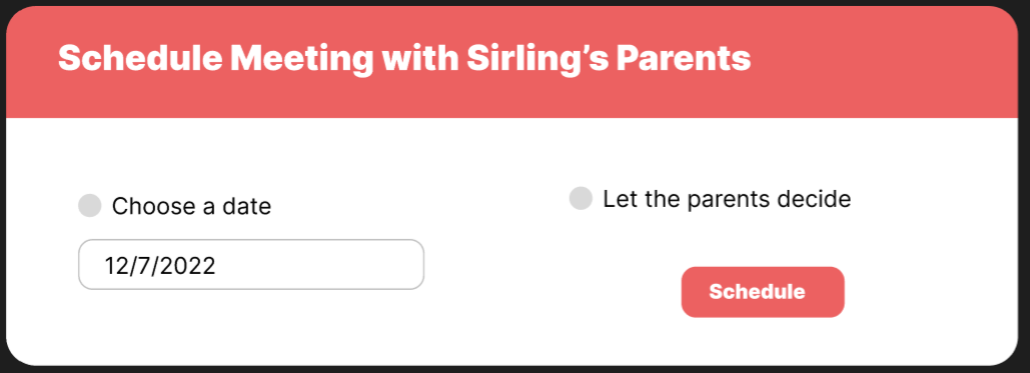 Schedule Meeting with Sirling’s Parents
Choose a date
Let the parents decide
12/7/2022
Schedule